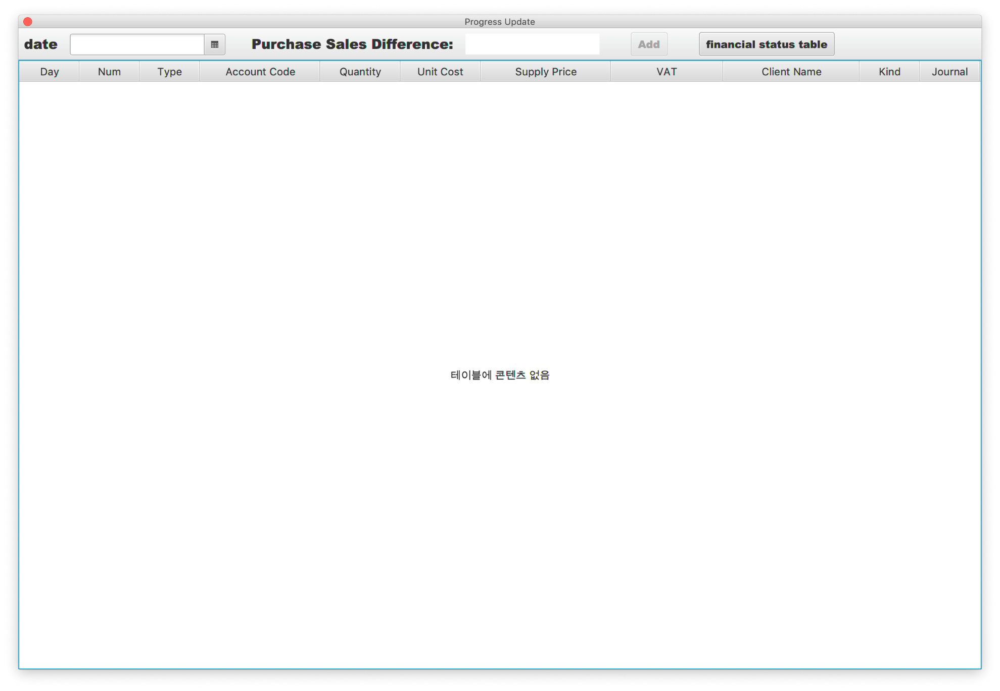 Progress Update
date Purchase Sales Difference: Add financial status table
Day Num Type Account Code Quantity Unit Cost Supply Price VAT Client Name Kind Journal
테이블에 콘텐츠 없음